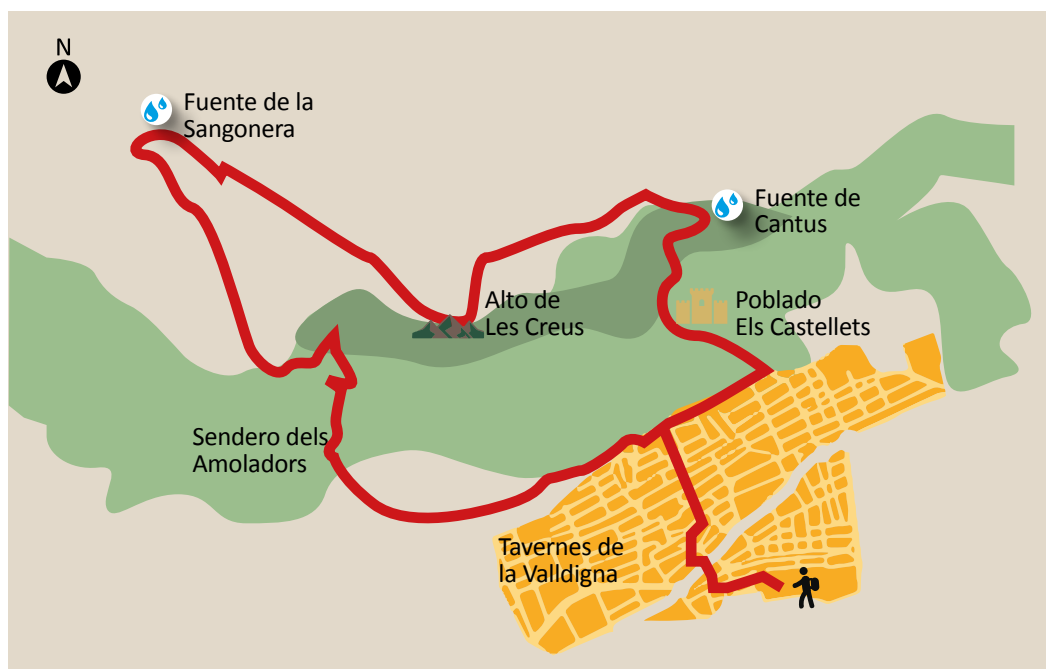 N
Fuente de la
Sangonera
Fuente de
Cantus
Alto de
Les Creus
Poblado
Els Castellets
Sendero dels
Amoladors
Tavernes de
la Valldigna